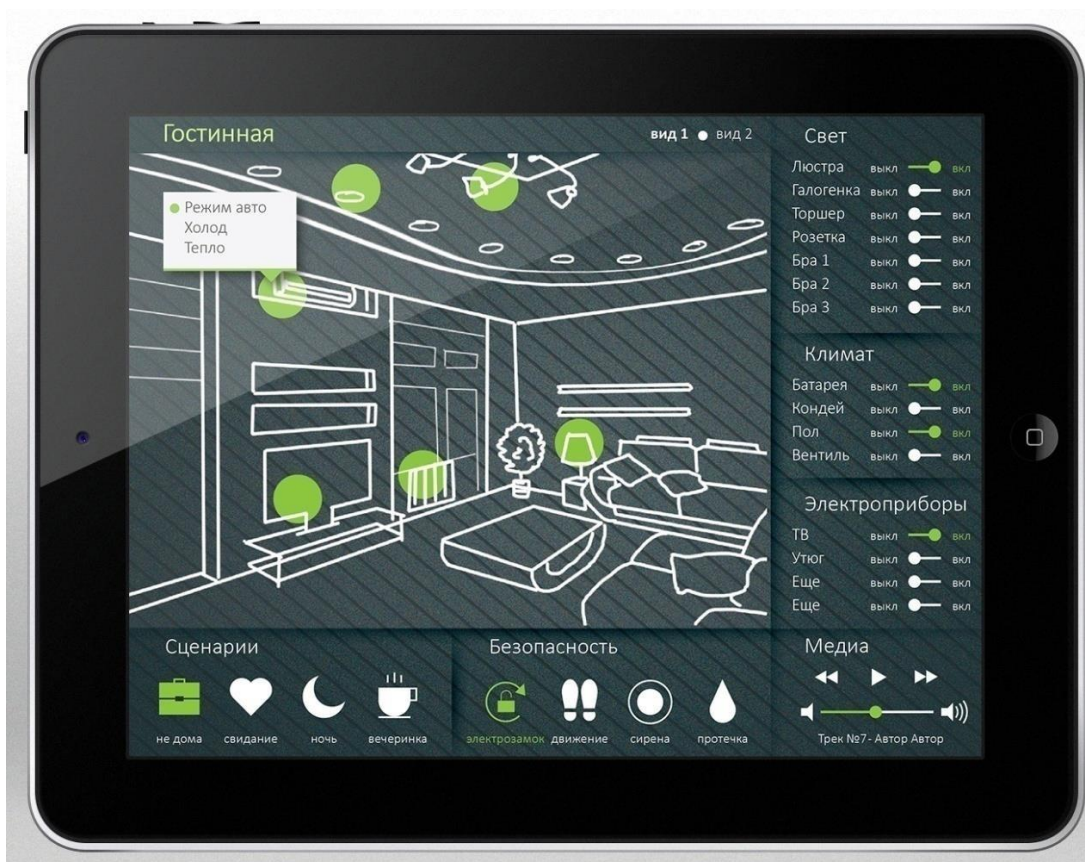 Гостинная
вид 1 вид 2
Режим авто
Холод
Тепло
Свет
Люстра выкл вкл
Галогенка выкл вкл
Торшер выкл вкл
Розетка выкл вкл
Бра 1 выкл вкл
Бра 2 выкл вкл
Бра 3 выкл вкл
Климат
Батарея выкл вкл
Кондей выкл вкл
Пол выкл вкл
Вентиль выкл вкл
Электроприборы
ТВ выкл вкл
Утюг выкл вкл
Еще выкл вкл
Еще выкл вкл
Сценарии
не дома свидание ночь вечеринка
Безопасность
электрозамок движение сирена протечка
Медиа
Трек №7- Автор Автор